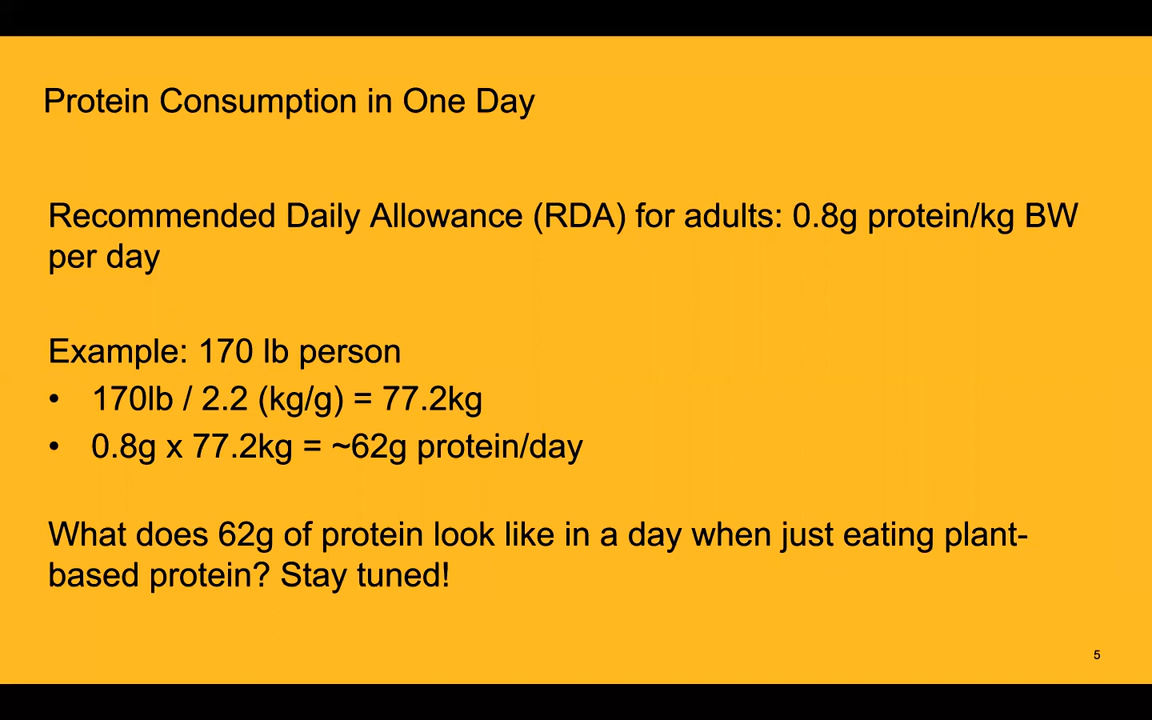 Protein Consumption in One Day
Recommended Daily Allowance (RDA) for adults: 0.8g protein/kg BW
per day
Example: 170 lb person
• 170lb / 2.2 (kg/g) = 77.2kg
• 0.8g x 77.2kg = ~62g protein/day
What does 62g of protein look like in a day when just eating plant-
based protein? Stay tuned!
5